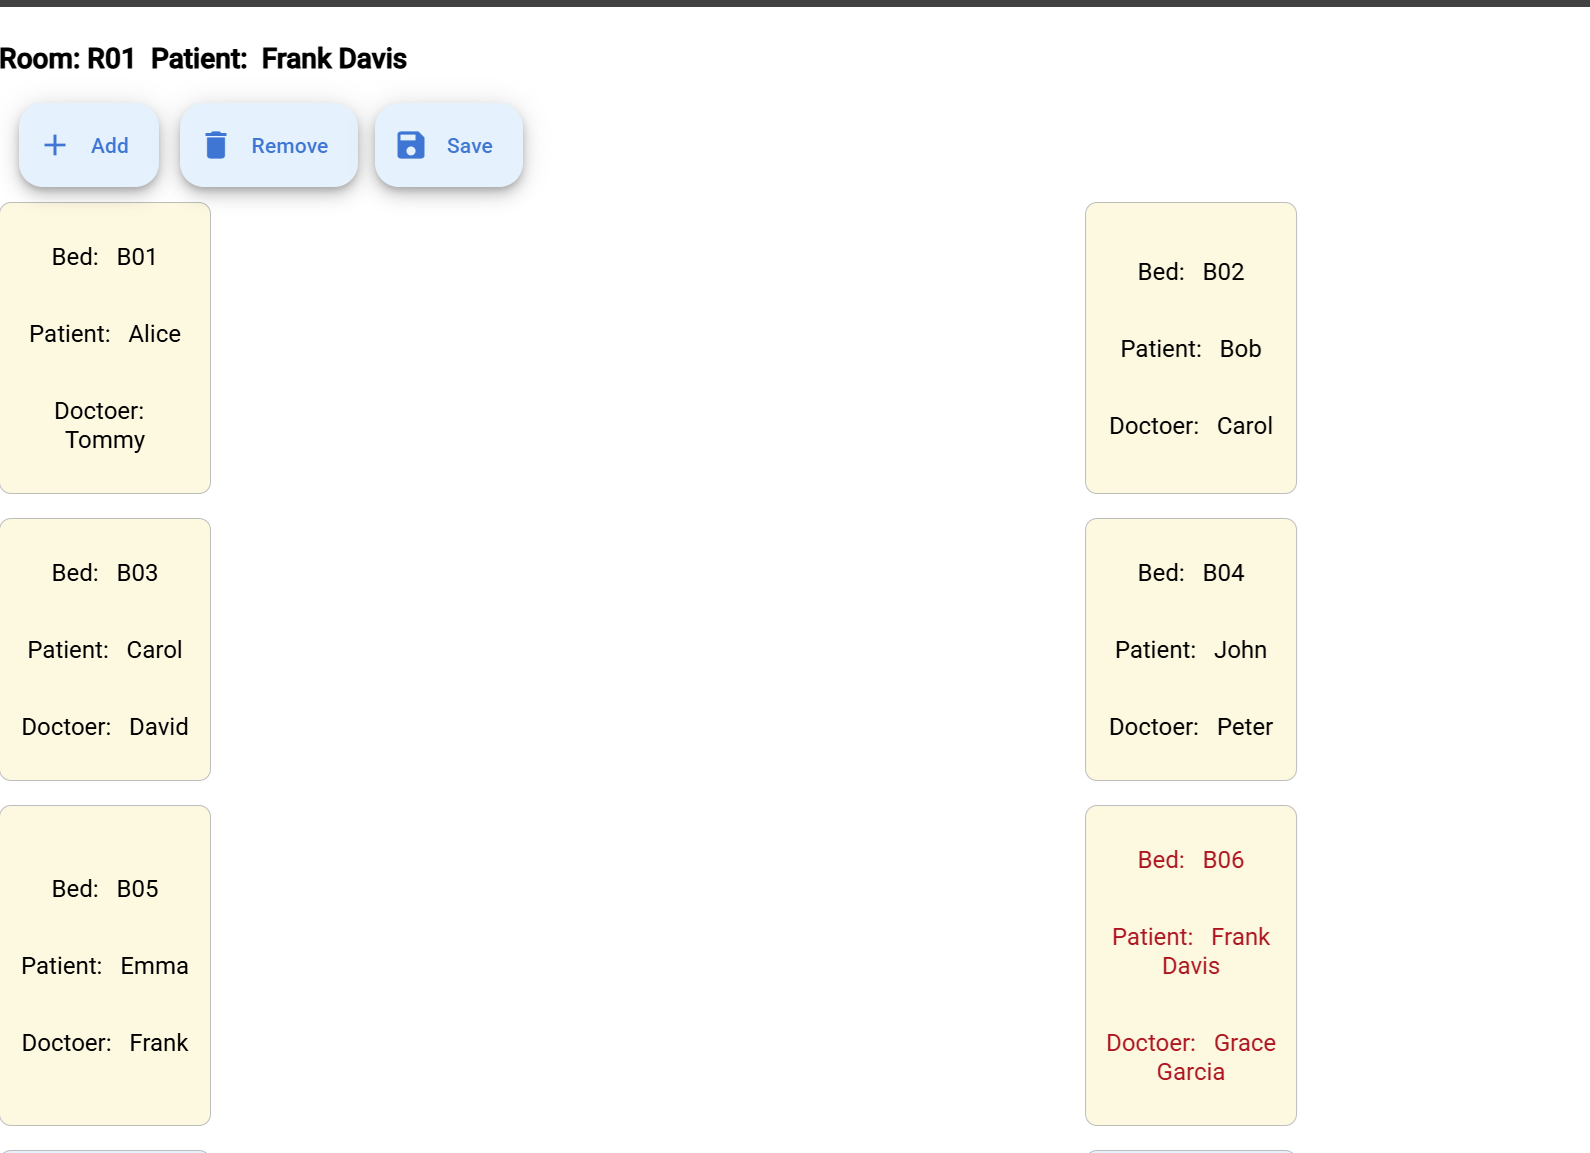 Room: R01 Patient: Frank Davis
Add
Remove
Save
Bed: B01
Patient: Alice
Doctoer:
Tommy
Bed: B02
Patient: Bob
Doctoer: Carol
Bed: B03
Patient: Carol
Doctoer: David
Bed: B04
Patient: John
Doctoer: Peter
Bed: B05
Patient: Emma
Doctoer: Frank
Bed: B06
Patient: Frank
Davis
Doctoer: Grace
Garcia